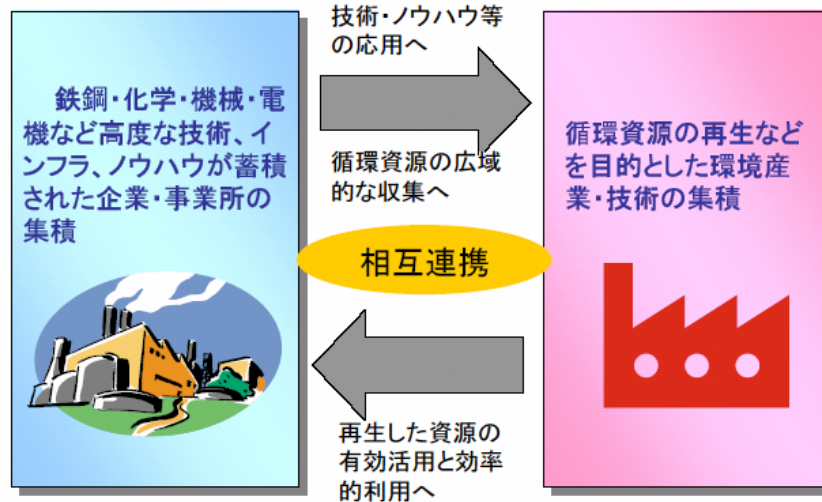 鉄鋼・化学・機械・電
機など高度な技術、イ
ンフラ、ノウハウが蓄積
された企業・事業所の
集積
技術・ノウハウ等
の応用へ
循環資源の広域
的な収集へ
相互連携
再生した資源の
有効活用と効率
的利用へ
循環資源の再生など
を目的とした環境産
業・技術の集積